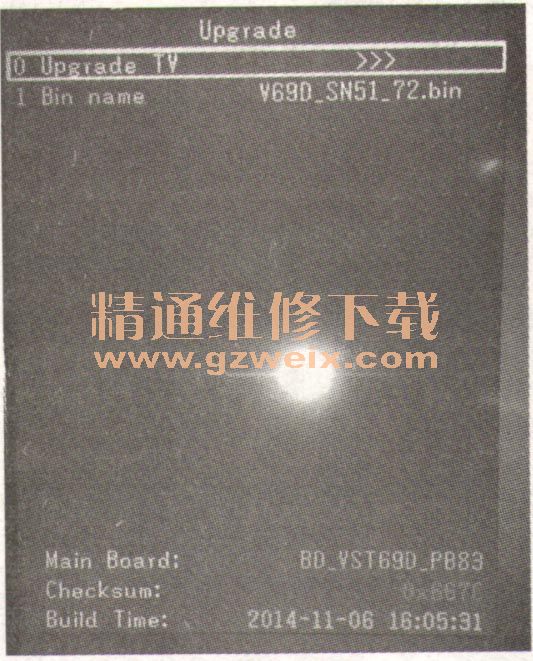 Upgrade
0 Upgrade TV >>>
1 Bin name V69D_SN51_72.bin
精通维修下载
www.gzweix.com
Main Board: BD_VST69D_PB83
Checksum:
Build Time: 2014-11-06 16:05:31